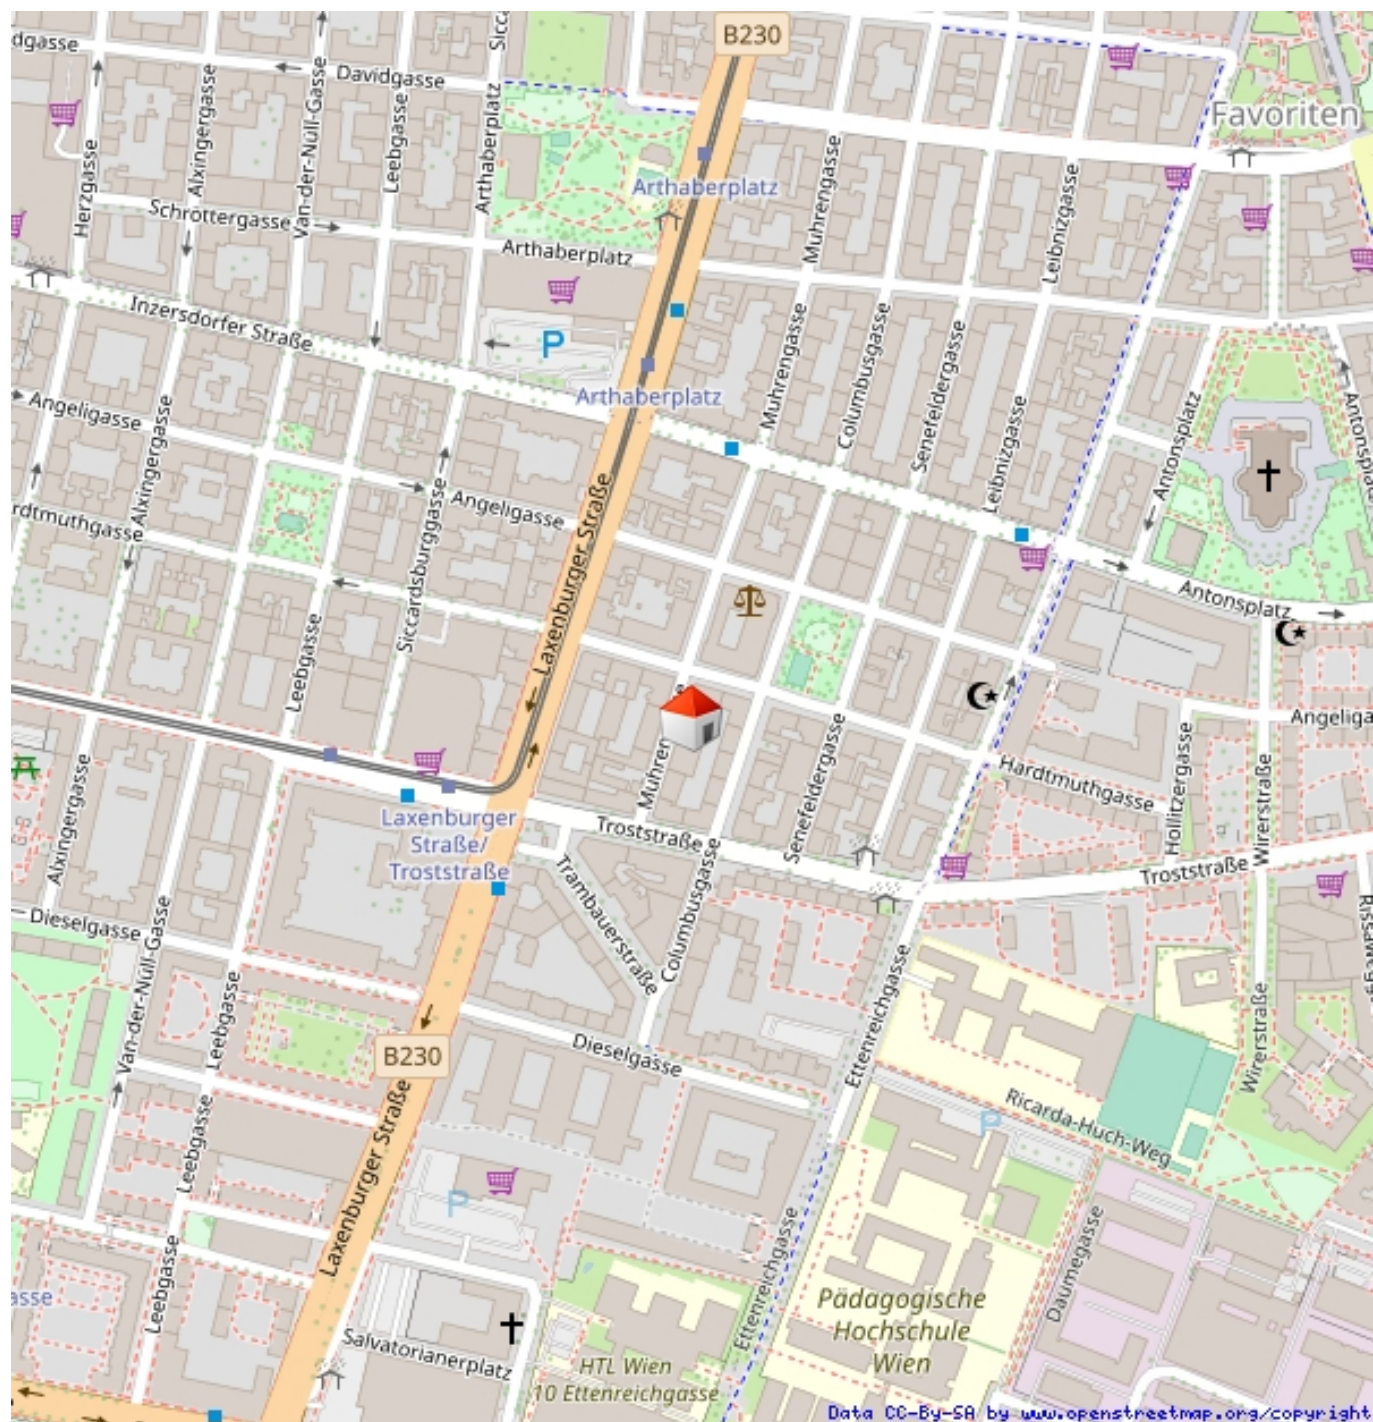 B230
dgasse
Davidgasse
Favoriten
Arthaberplatz
Herzgasse
Alxingergasse
Van-der-Nüll-Gasse
Leebgasse
Arthaberplatz
Muhrengasse
Leibnizgasse
Schrottergasse
Arthaberplatz
Inzersdorfer Straße
P
Arthaberplatz
Muhrengasse
Columbusgasse
Senefeldergasse
Leibnizgasse
Antonsplatz
Angeligasse
Alxingergasse
Siccardsburggasse
Angeligasse
Laxenburger Straße
rdtmuthgasse
Antonsplatz
Laxenburger Straße
Leebgasse
Angeliga
Senefeldergasse
Hardtmuthgasse
Hollitzergasse
Wirerstraße
Alxingergasse
Laxenburger
Straße/
Troststraße
Troststraße
Troststraße
Trambauerstraße
Columbusgasse
Dieselgasse
Van-der-Nüll-Gasse
Leebgasse
Ettenreichgasse
Wirerstraße
B230
Dieselgasse
Laxenburger Straße
Leebgasse
Ricarda-Huch-Weg
P
P
Ettenreichgasse
Daumegasse
Leebgasse
asse
Salvatorianerplatz
Pädagogische
Hochschule
Wien
HTL Wien
10 Ettenreichgasse
Data CC-By-SA by www.openstreetmap.org/copyright